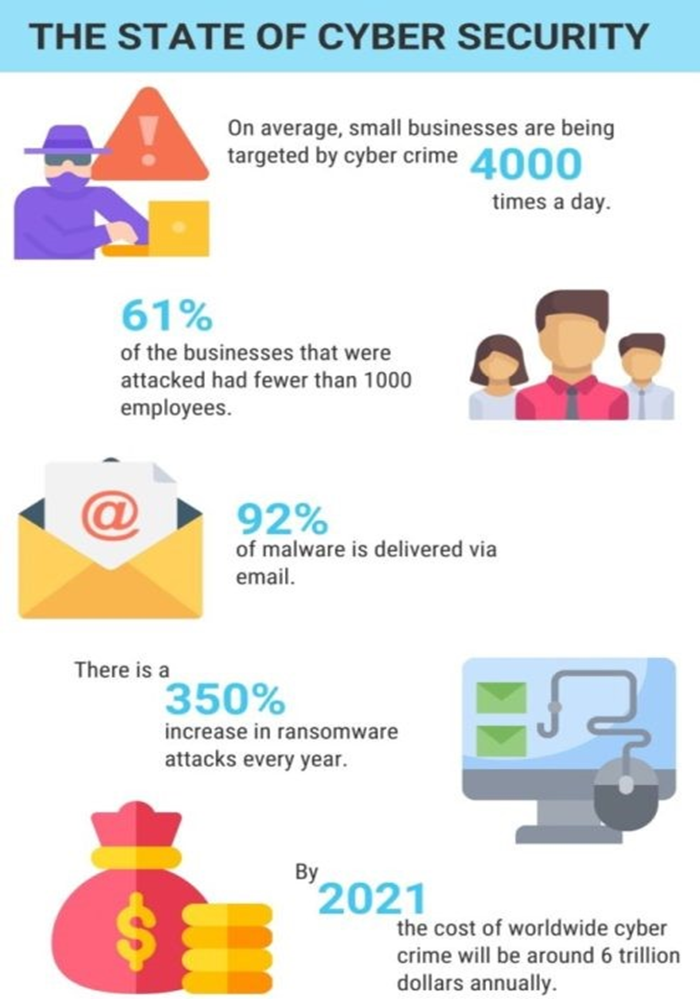 THE STATE OF CYBER SECURITY
On average, small businesses are being
targeted by cyber crime 4000
times a day.
61%
of the businesses that were
attacked had fewer than 1000
employees.
@
92%
of malware is delivered via
email.
There is a
350%
increase in ransomware
attacks every year.
$
By
2021
the cost of worldwide cyber
crime will be around 6 trillion
dollars annually.